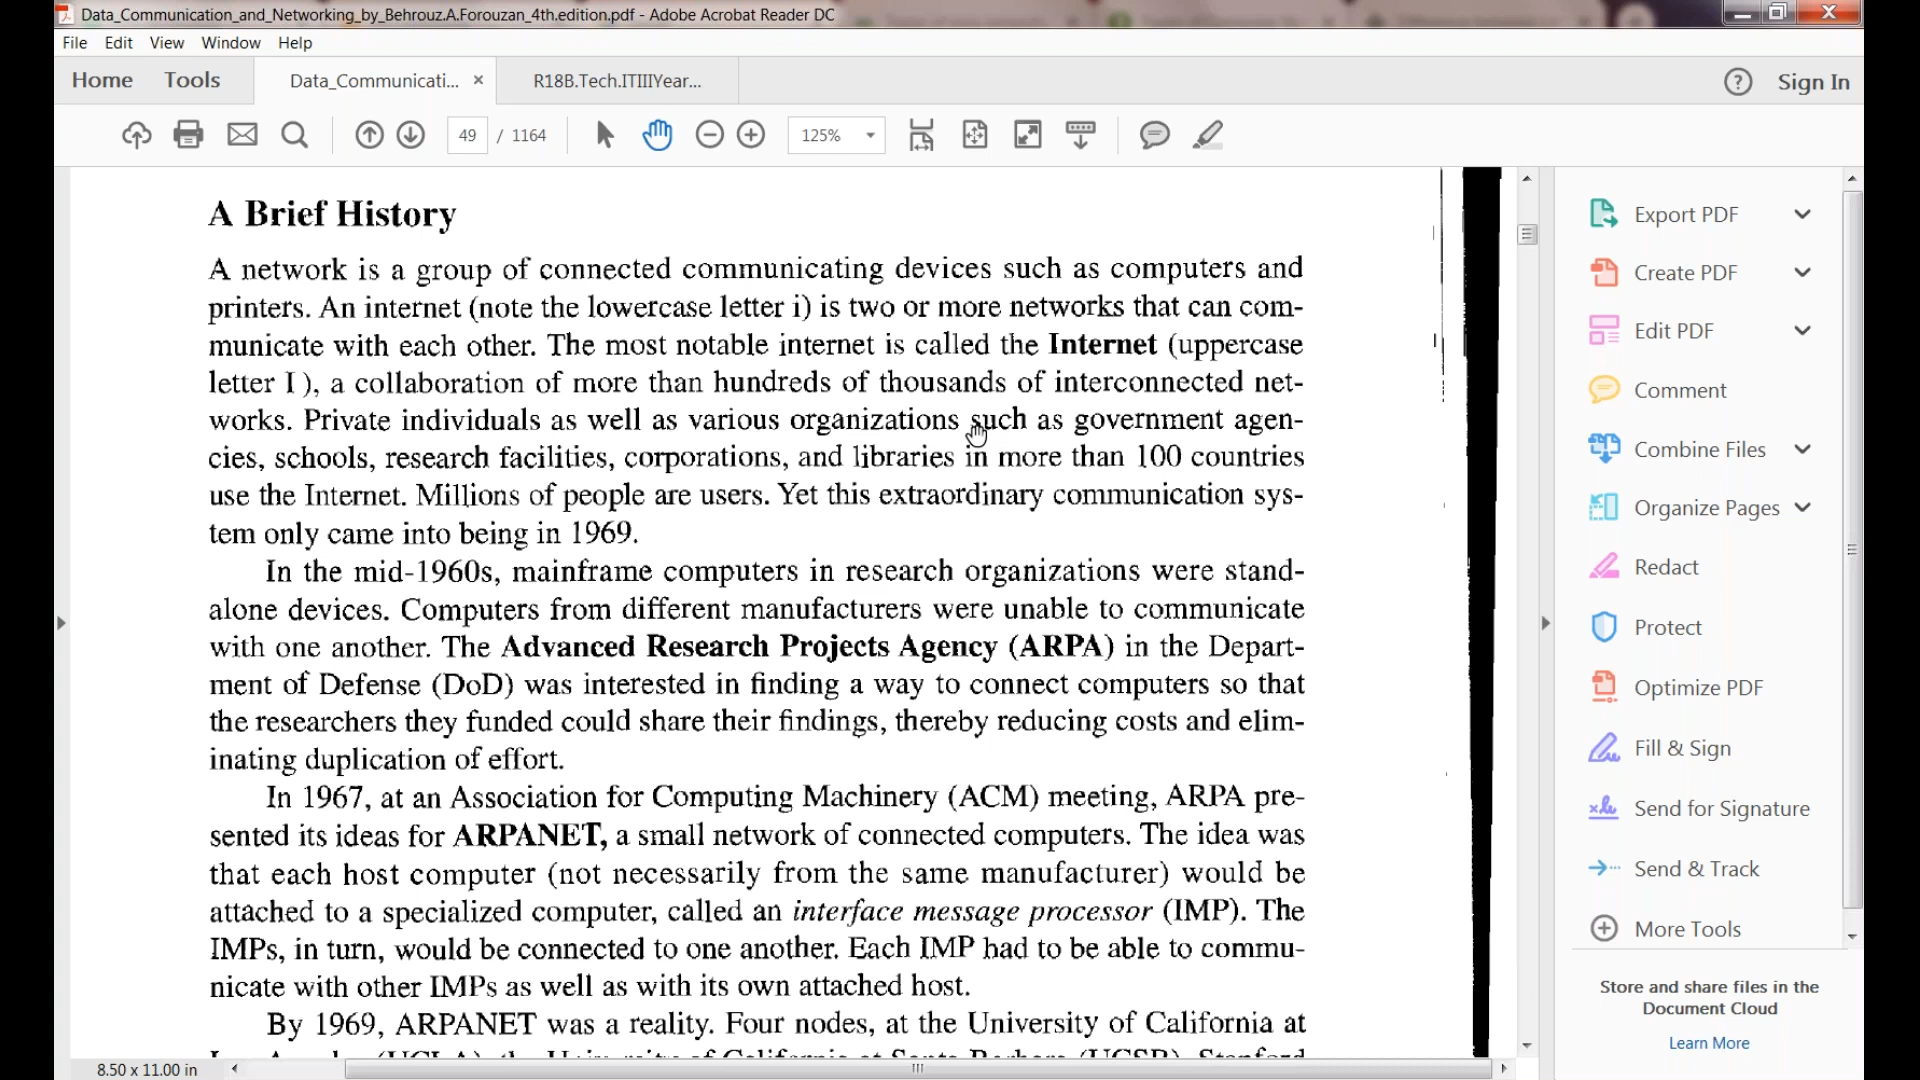 Data_Communication_and_Networking_by_Behrouz.A.Forouzan_4th.edition.pdf - Adobe Acrobat Reader DC
File Edit View Window Help
Home Tools Data_Communicati... × R18B.Tech.ITIIIYear... Sign In
49 / 1164 125%
A Brief History
A network is a group of connected communicating devices such as computers and
printers. An internet (note the lowercase letter i) is two or more networks that can com-
municate with each other. The most notable internet is called the Internet (uppercase
letter I ), a collaboration of more than hundreds of thousands of interconnected net-
works. Private individuals as well as various organizations such as government agen-
cies, schools, research facilities, corporations, and libraries in more than 100 countries
use the Internet. Millions of people are users. Yet this extraordinary communication sys-
tem only came into being in 1969.
In the mid-1960s, mainframe computers in research organizations were stand-
alone devices. Computers from different manufacturers were unable to communicate
with one another. The Advanced Research Projects Agency (ARPA) in the Depart-
ment of Defense (DoD) was interested in finding a way to connect computers so that
the researchers they funded could share their findings, thereby reducing costs and elim-
inating duplication of effort.
In 1967, at an Association for Computing Machinery (ACM) meeting, ARPA pre-
sented its ideas for ARPANET, a small network of connected computers. The idea was
that each host computer (not necessarily from the same manufacturer) would be
attached to a specialized computer, called an interface message processor (IMP). The
IMPs, in turn, would be connected to one another. Each IMP had to be able to commu-
nicate with other IMPs as well as with its own attached host.
By 1969, ARPANET was a reality. Four nodes, at the University of California at
8.50 x 11.00 in
Export PDF
Create PDF
Edit PDF
Comment
Combine Files
Organize Pages
Redact
Protect
Optimize PDF
Fill & Sign
Send for Signature
Send & Track
More Tools
Store and share files in the
Document Cloud
Learn More